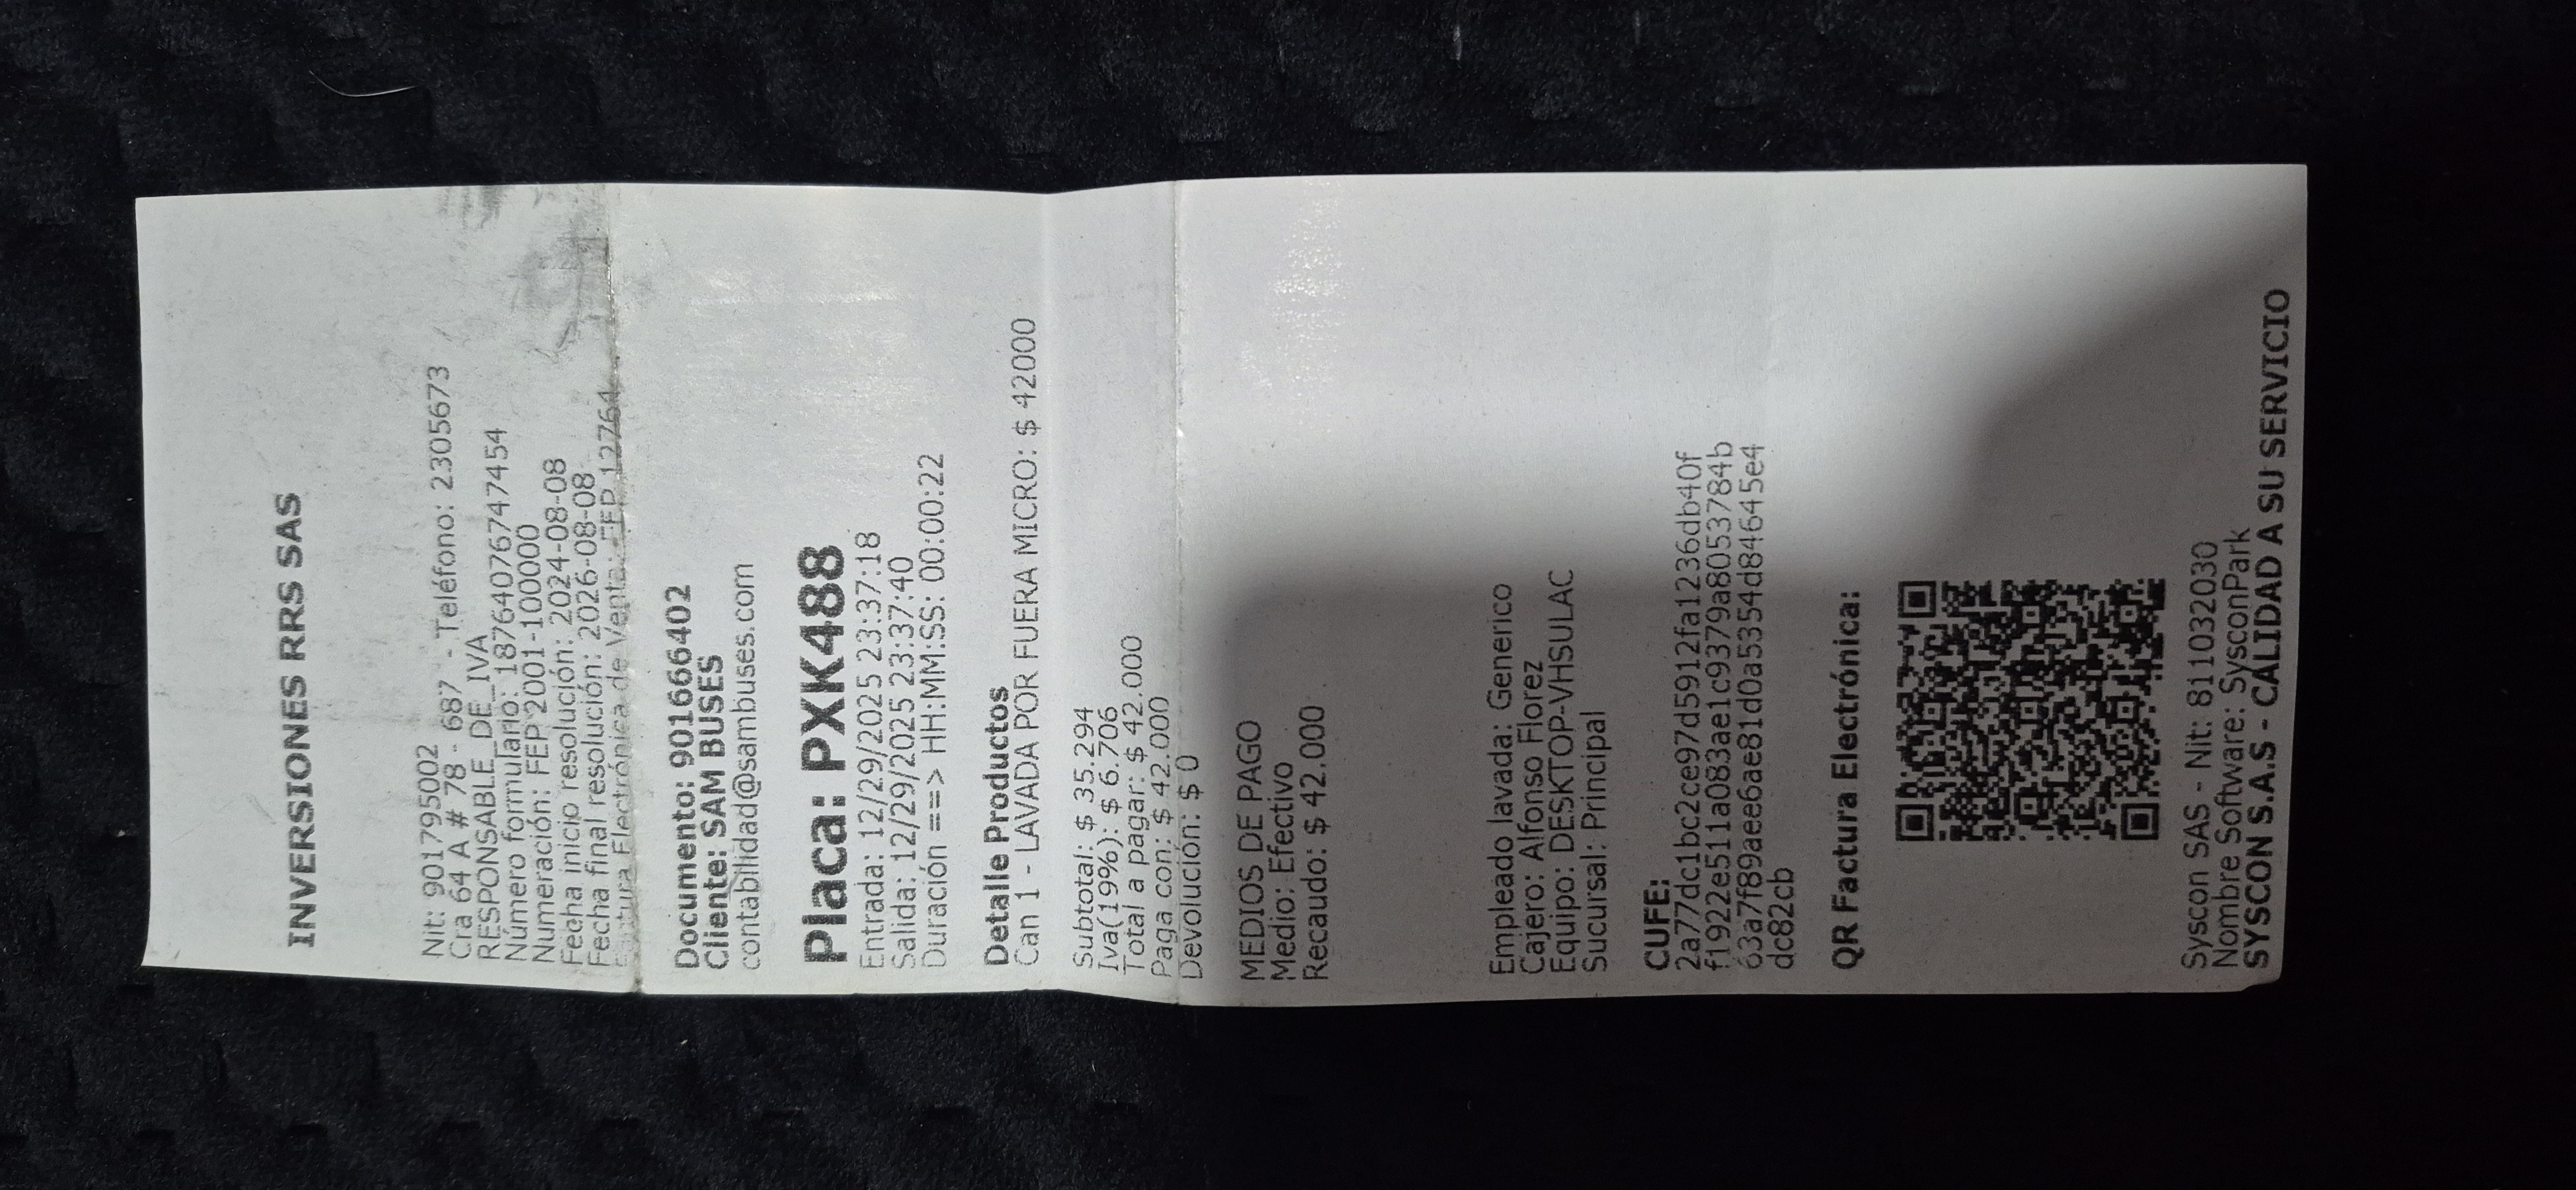 INVERSIONES RRS SAS
Nit: 901795002 - Teléfono: 2305673
Cra 64 A # 78 - 687
RESPONSABLE_DE_IVA
Número formulario: 18764076747454
Numeración: FEP 2001-100000
Fecha inicio resolución: 2024-08-08
Fecha final resolución: 2026-08-08
Factura Electrónica de Venta: FEP 12764
Documento: 901666402
Cliente: SAM BUSES
contabilidad@sambuses.com
Placa: PXK488
Entrada: 12/29/2025 23:37:18
Salida: 12/29/2025 23:37:40
Duración ==> HH:MM:SS: 00:00:22
Detalle Productos
Can 1 - LAVADA POR FUERA MICRO: $ 42000
Subtotal: $ 35.294
Iva(19%): $ 6.706
Total a pagar: $ 42.000
Paga con: $ 42.000
Devolución: $ 0
MEDIOS DE PAGO
Medio: Efectivo
Recaudo: $ 42.000
Empleado lavada: Generico
Cajero: Alfonso Florez
Equipo: DESKTOP-VHSULAC
Sucursal: Principal
CUFE:
2a77dc1bc2ce97d5912fa1236db40f
f1922e511a083ae1c9379a8053784b
63a7f89aee6ae81d0a5354d84645e4
dc82cb
QR Factura Electrónica:
Syscon SAS - Nit: 811032030
Nombre Software: SysconPark
SYSCON S.A.S - CALIDAD A SU SERVICIO